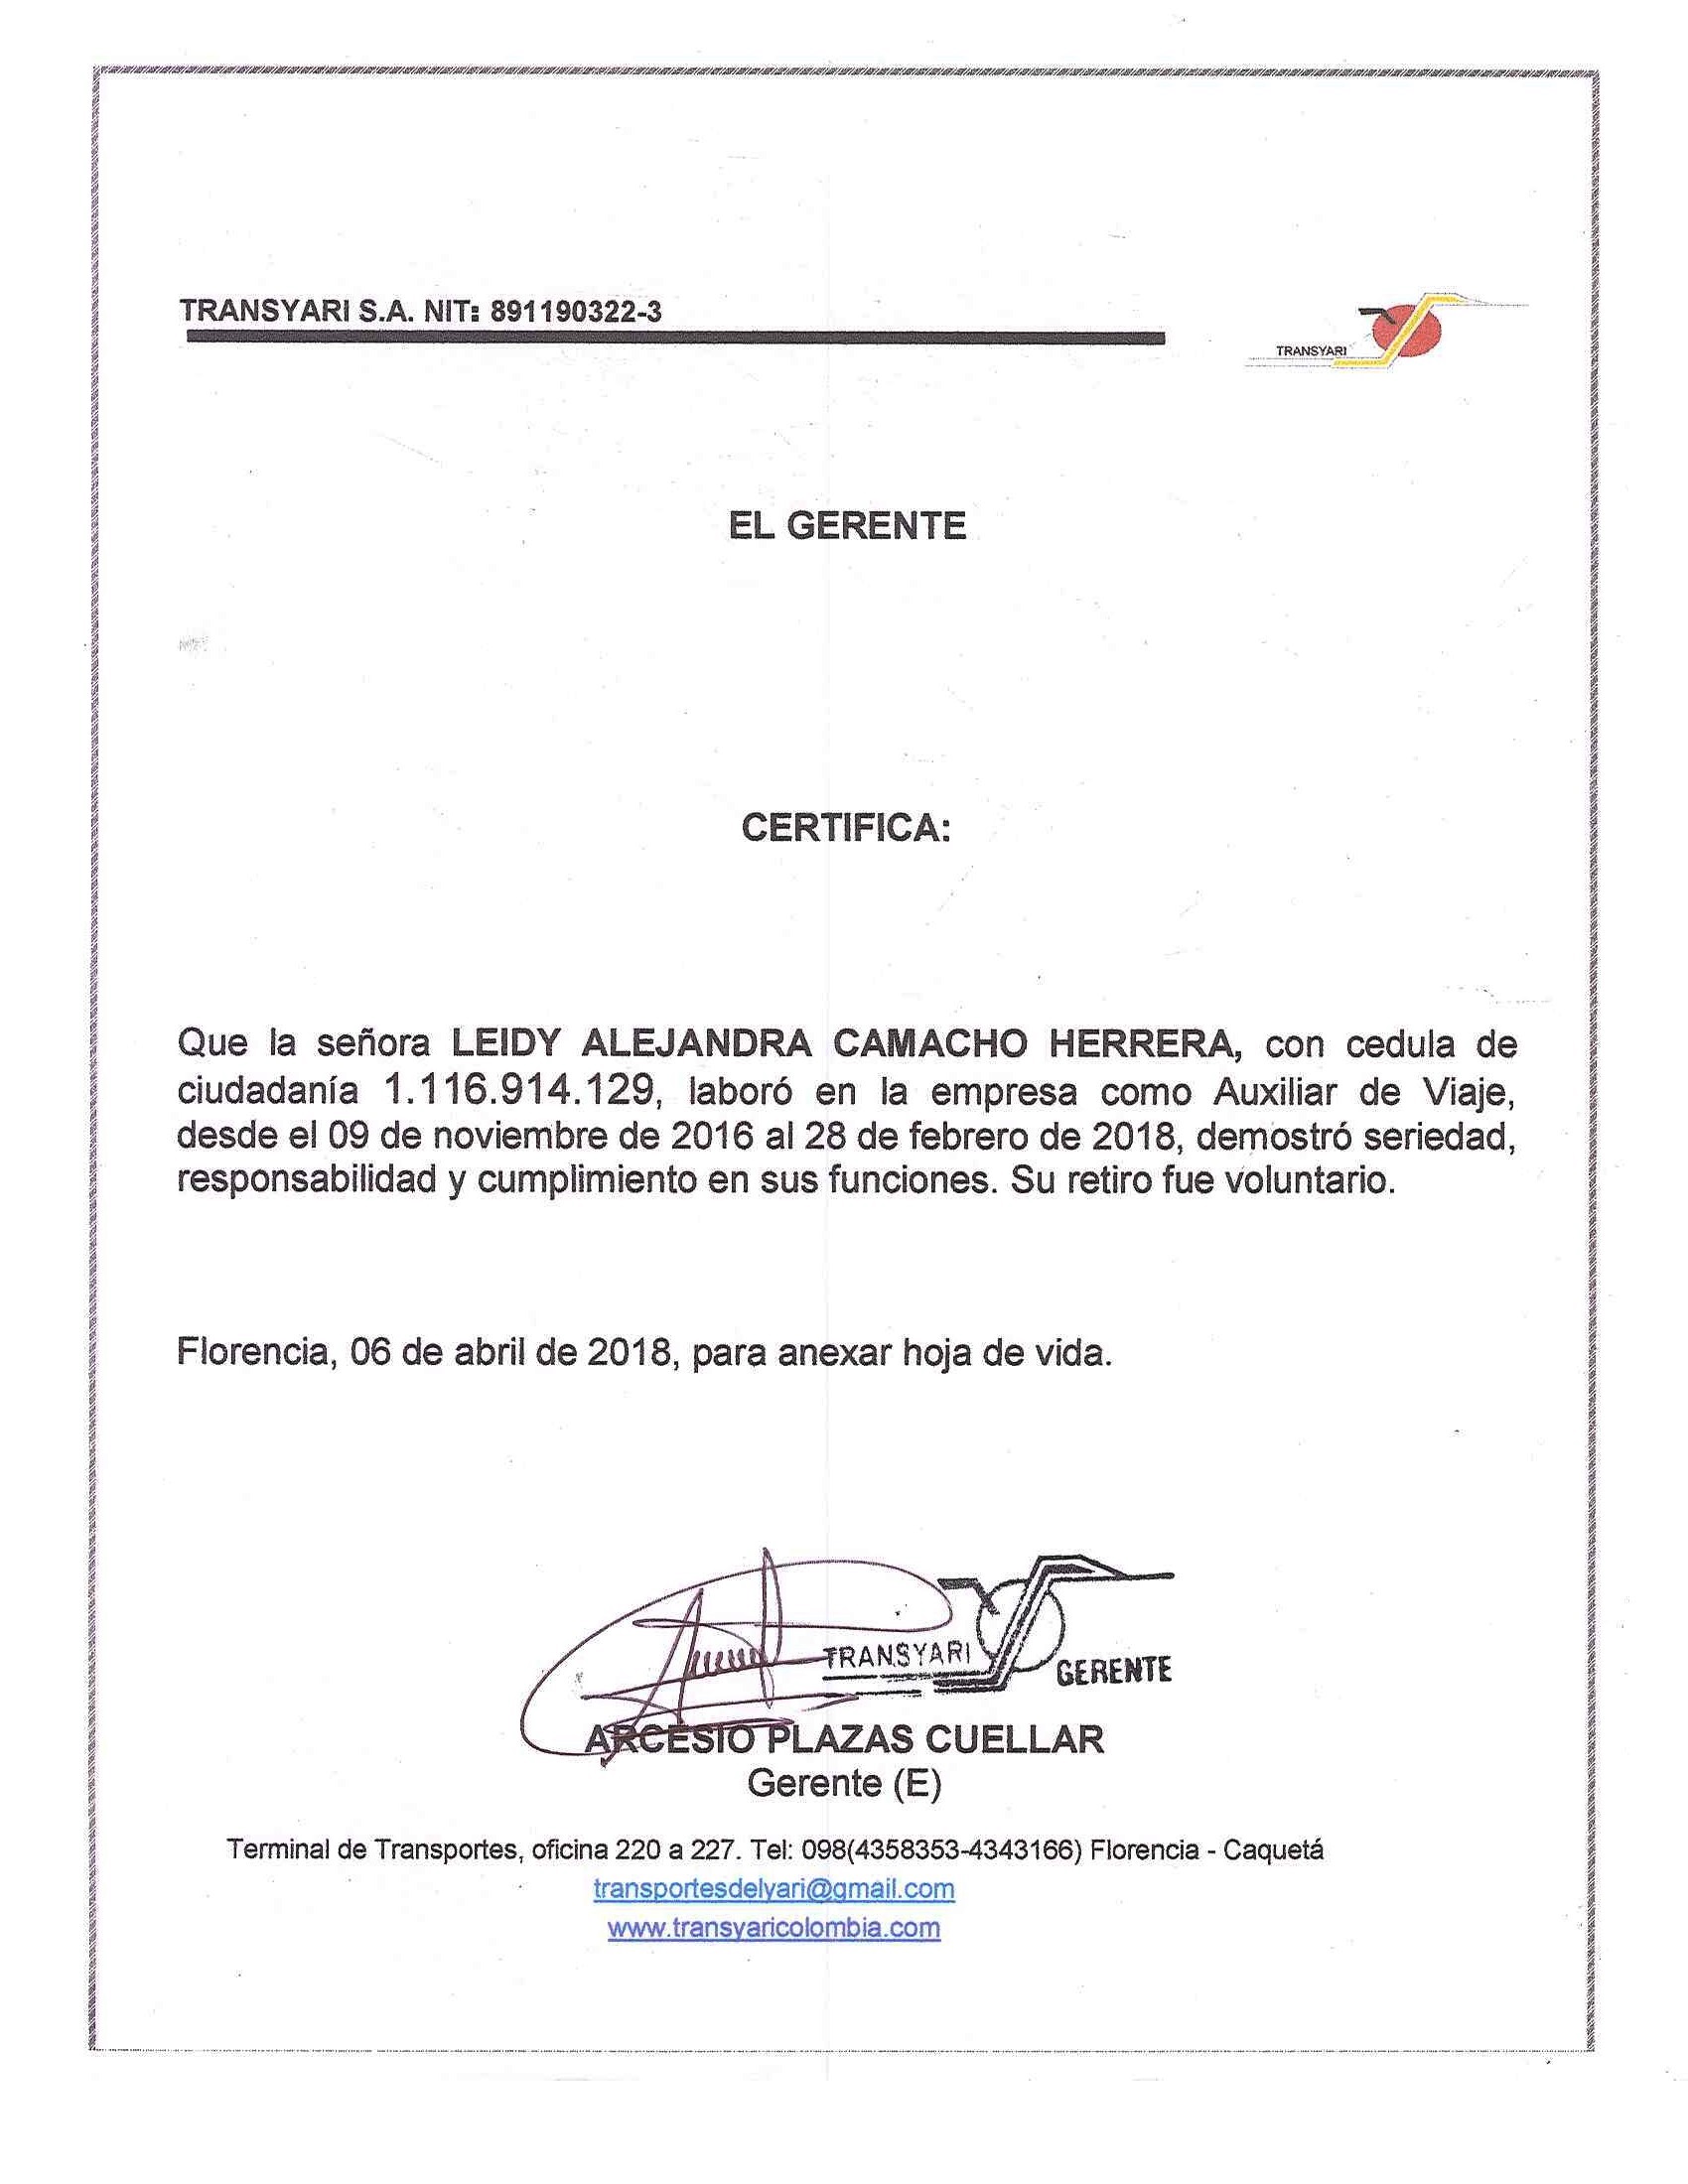 TRANSYARI S.A. NIT: 891190322-3
TRANSYARI
EL GERENTE
CERTIFICA:
Que la señora LEIDY ALEJANDRA CAMACHO HERRERA, con cedula de
ciudadanía 1.116.914.129, laboró en la empresa como Auxiliar de Viaje,
desde el 09 de noviembre de 2016 al 28 de febrero de 2018, demostró seriedad,
responsabilidad y cumplimiento en sus funciones. Su retiro fue voluntario.
Florencia, 06 de abril de 2018, para anexar hoja de vida.
TRANSYARI
GERENTE
ARCESIO PLAZAS CUELLAR
Gerente (E)
Terminal de Transportes, oficina 220 a 227. Tel: 098(4358353-4343166) Florencia - Caquetá
transportesdelyari@gmail.com
www.transyaricolombia.com